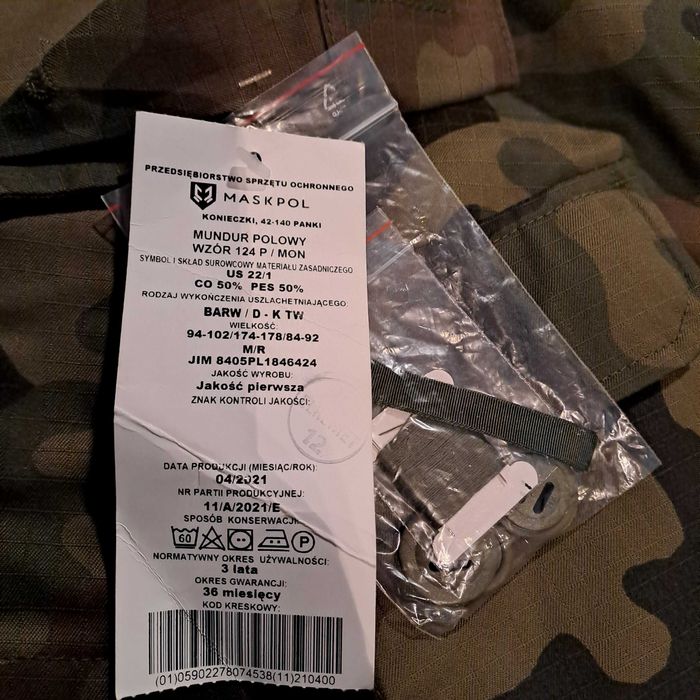 PRZEDSIĘBIORSTWO SPRZĘTU OCHRONNEGO
MASKPOL
KONIECZKI, 42-140 PANKI
MUNDUR POLOWY
WZÓR 124 P / MON
SYMBOL I SKŁAD SUROWCOWY MATERIAŁU ZASADNICZEGO
US 22/1
CO 50% PES 50%
RODZAJ WYKOŃCZENIA USZLACHETNIAJĄCEGO:
BARW / D - K TW
WIELKOŚĆ:
94-102/174-178/84-92
M/R
JIM 8405PL1846424
JAKOŚĆ WYROBU:
Jakość pierwsza
ZNAK KONTROLI JAKOŚCI:
12
DATA PRODUKCJI (MIESIĄC/ROK):
04/2021
NR PARTII PRODUKCYJNEJ:
11/A/2021/E
SPOSÓB KONSERWACJI:
60 P
NORMATYWNY OKRES UŻYWALNOŚCI:
3 lata
OKRES GWARANCJI:
36 miesięcy
KOD KRESKOWY:
(01)05902278074538(11)210400